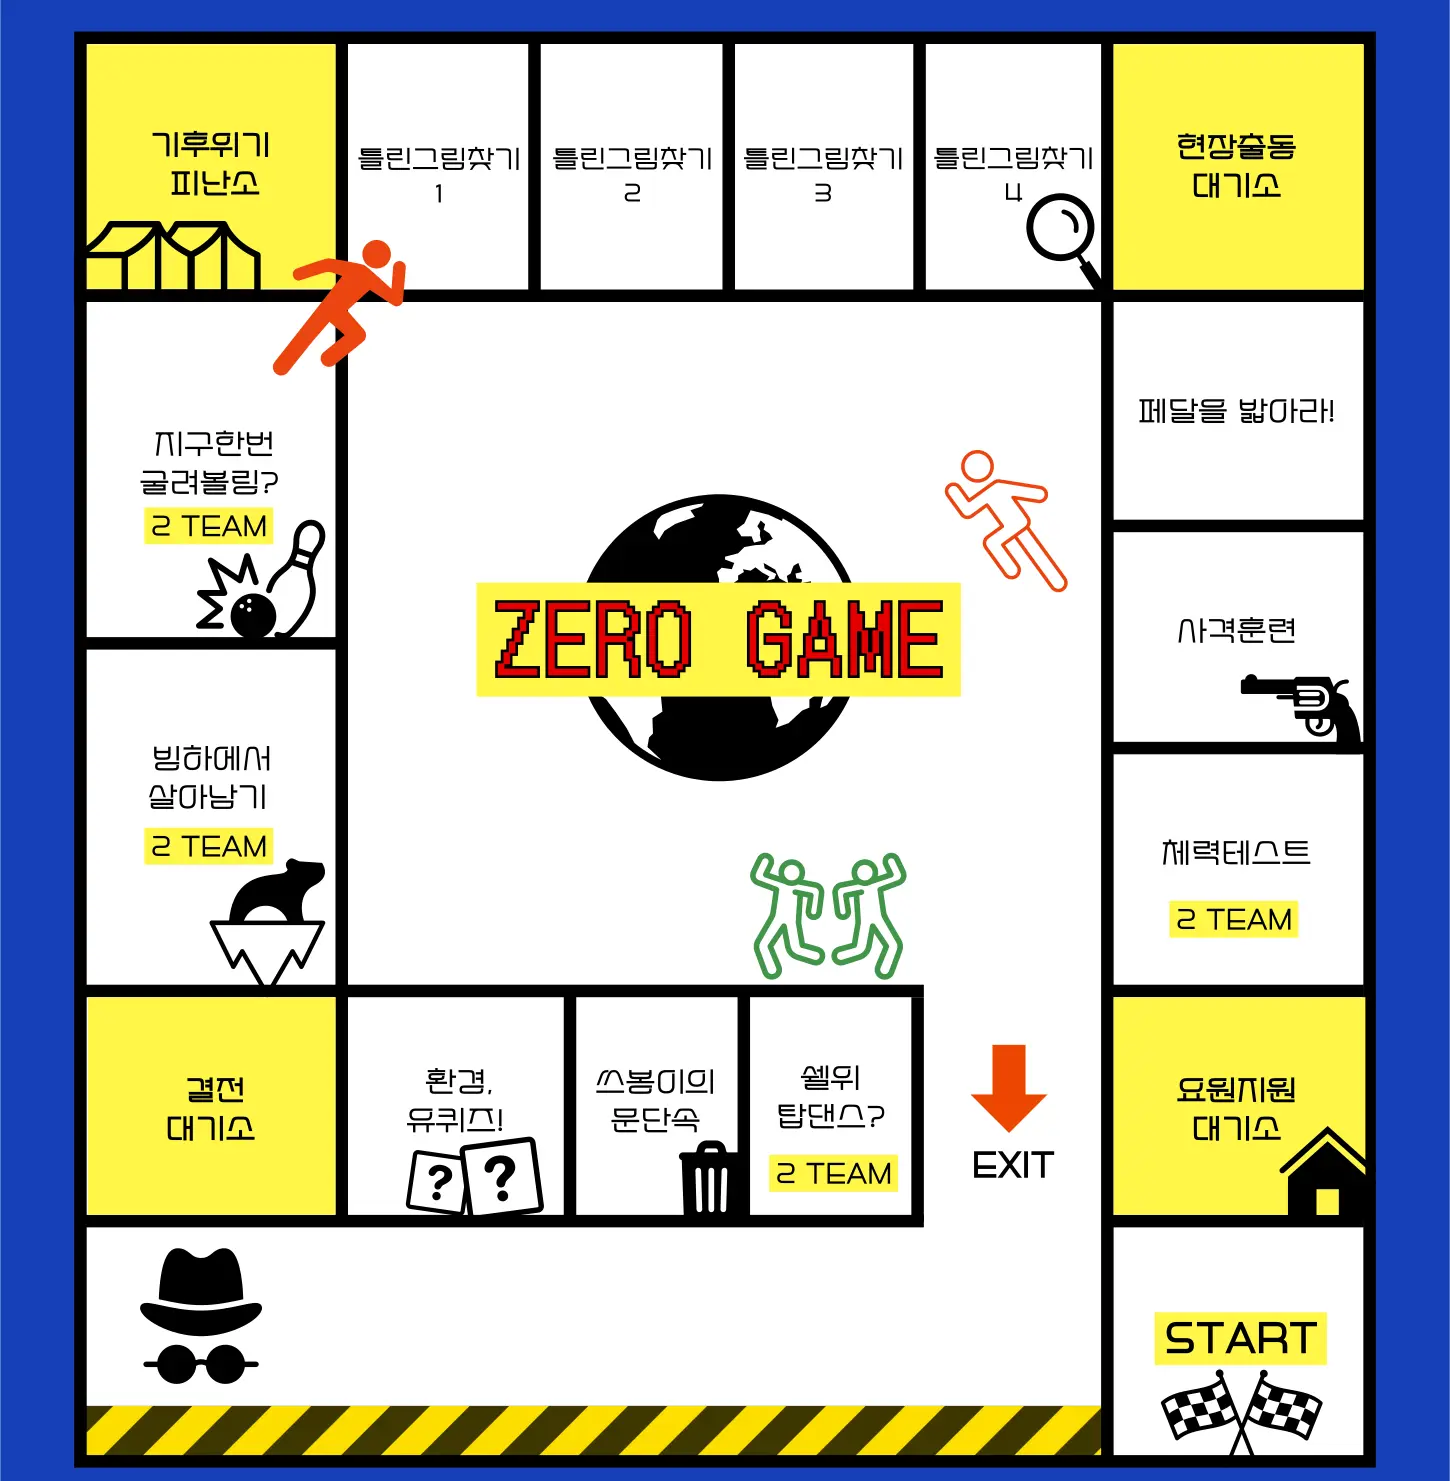 기후위기
피난소
틀린그림찾기
1
틀린그림찾기
2
틀린그림찾기
3
틀린그림찾기
4
현장출동
대기소
지구한번
굴려볼링?
2 TEAM
페달을 밟아라!
ZERO GAME
사격훈련
빙하에서
살아남기
2 TEAM
체력테스트
2 TEAM
결전
대기소
환경,
유퀴즈!
? ?
쓰봉이의
문단속
쉘위
탑댄스?
2 TEAM
EXIT
요원지원
대기소
START